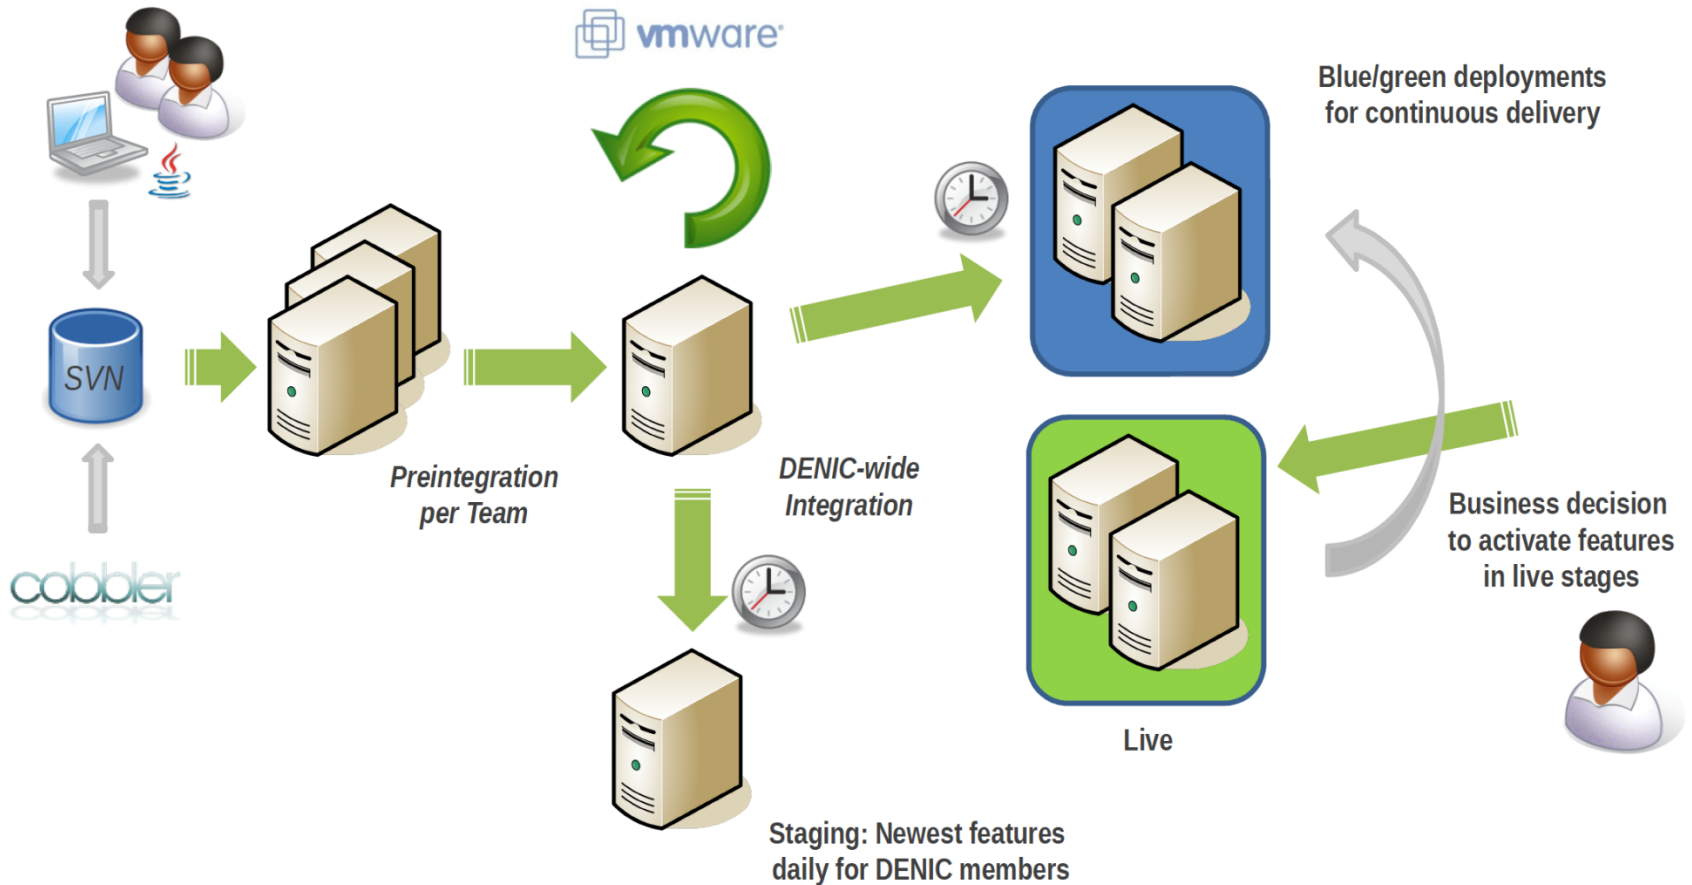 vmware
Blue/green deployments
for continuous delivery
SVN
Preintegration
per Team
DENIC-wide
Integration
cobbler
Business decision
to activate features
in live stages
Live
Staging: Newest features
daily for DENIC members